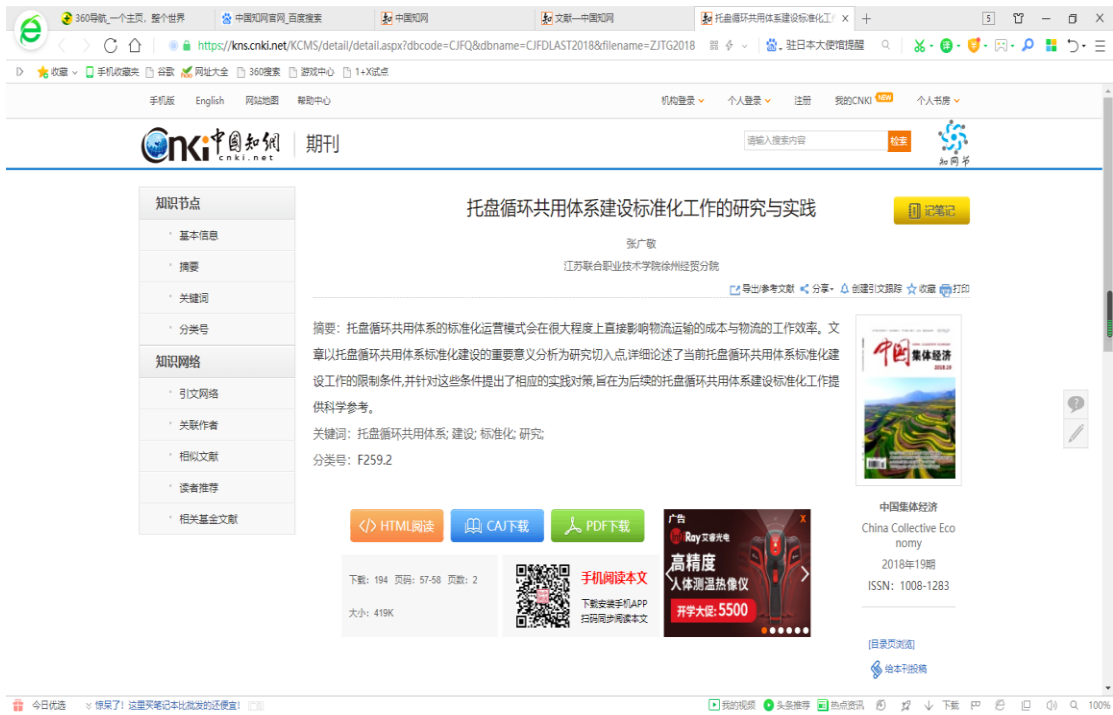 360导航_一个主页，整个世界
中国知网官网_百度搜索
中国知网
文献—中国知网
托盘循环共用体系建设标准化工
5
https://kns.cnki.net/KCMS/detail/detail.aspx?dbcode=CJFQ&dbname=CJFDLAST2018&filename=ZJTG2018
驻日本大使馆提醒
收藏
手机收藏夹
谷歌
网址大全
360搜索
游戏中心
1+X试点
手机版 English 网站地图 帮助中心
机构登录 个人登录 注册 我的CNKI NEW 个人书房
Cnki中国知网
cnki.net
期刊
请输入搜索内容
检索
知网节
知识节点
基本信息
摘要
关键词
分类号
知识网络
引文网络
关联作者
相似文献
读者推荐
相关基金文献
托盘循环共用体系建设标准化工作的研究与实践
记笔记
张广敬
江苏联合职业技术学院徐州经贸分院
导出/参考文献 分享 创建引文跟踪 收藏 打印
摘要：托盘循环共用体系的标准化运营模式会在很大程度上直接影响物流运输的成本与物流的工作效率。文
章以托盘循环共用体系标准化建设的重要意义分析为研究切入点,详细论述了当前托盘循环共用体系标准化建
设工作的限制条件,并针对这些条件提出了相应的实践对策,旨在为后续的托盘循环共用体系建设标准化工作提
供科学参考。
关键词：托盘循环共用体系; 建设; 标准化; 研究;
分类号：F259.2
HTML阅读
CAJ下载
PDF下载
下载：194 页码：57-58 页数：2
大小：419K
手机阅读本文
下载安装手机APP
扫码同步阅读本文
广告
X
Ray 艾睿光电
高精度
人体测温热像仪
开学大促: 5500
中国集体经济
2018.19
中国集体经济
China Collective Eco
nomy
2018年19期
ISSN：1008-1283
[目录页浏览]
给本刊投稿
今日优选
惊呆了！这里买笔记本比批发的还便宜！
我的视频
头条推荐
热点资讯
下载
100%